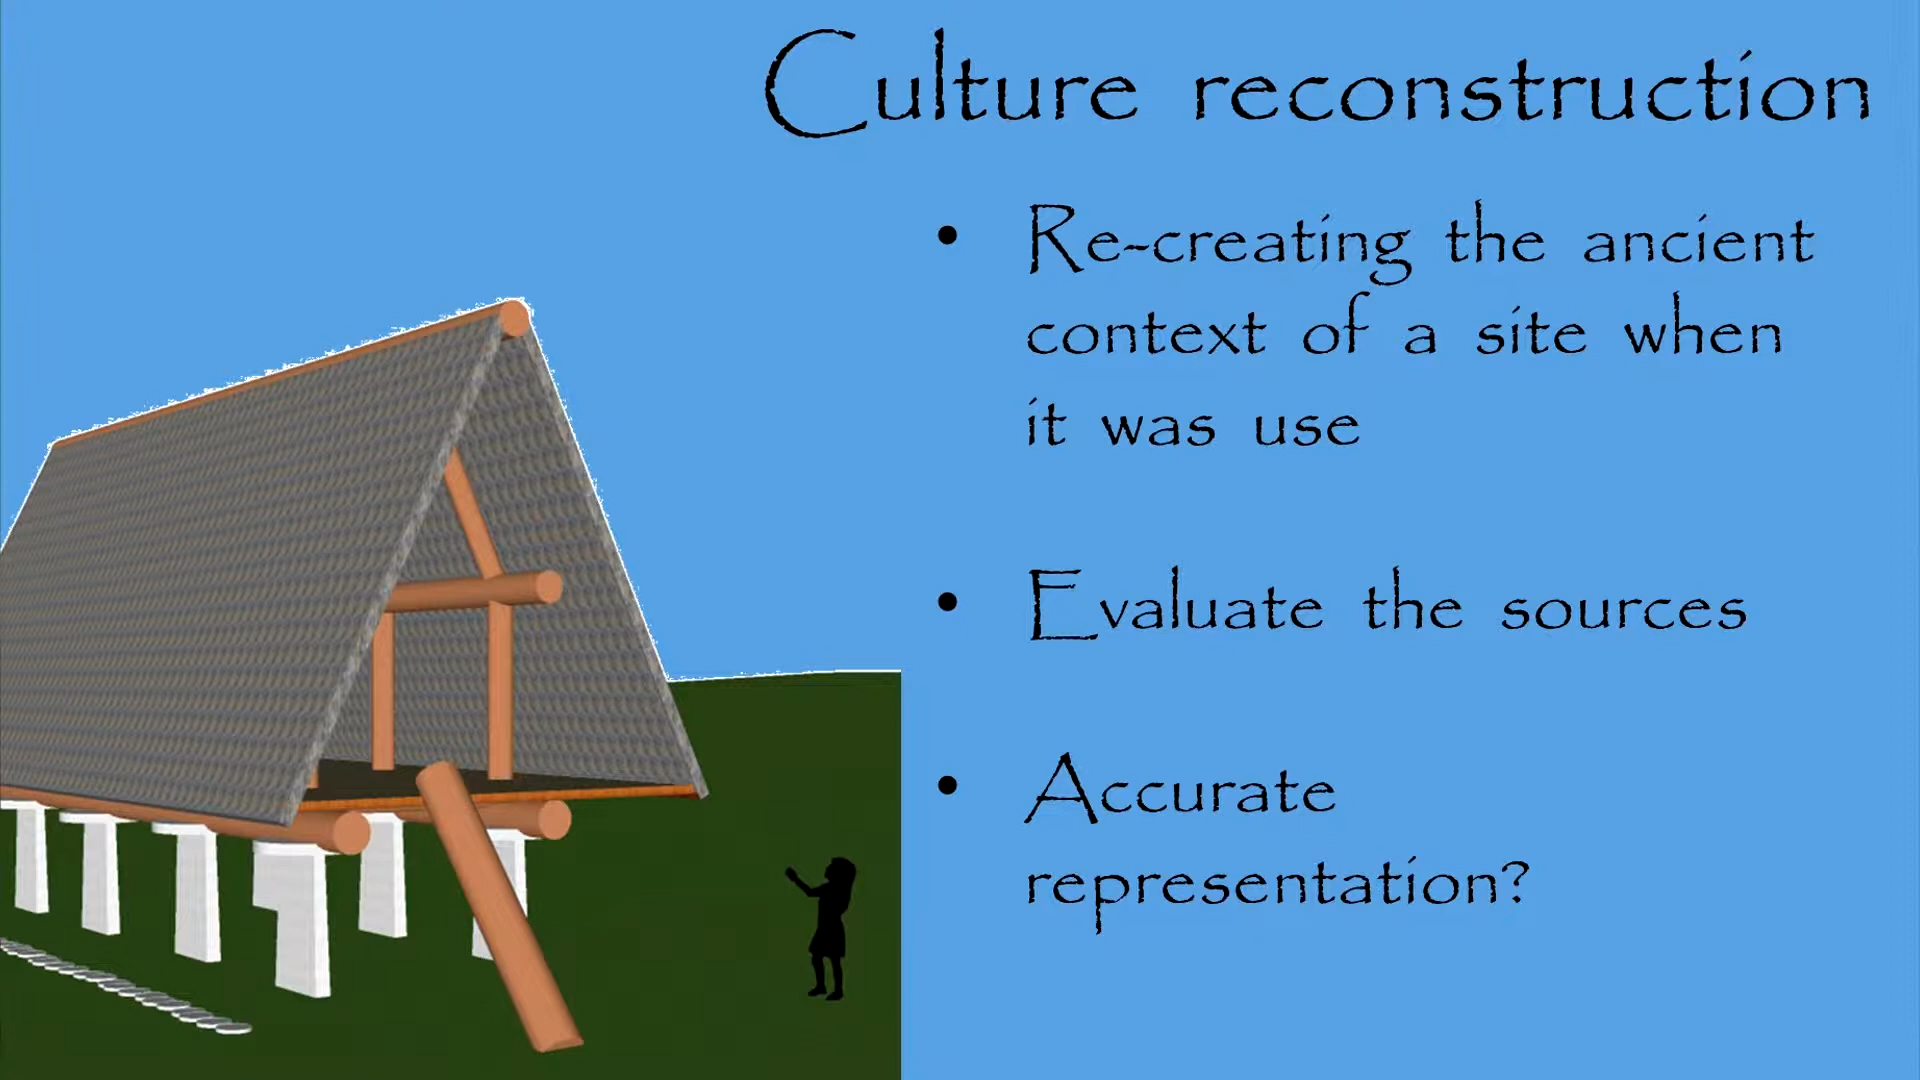 Culture reconstruction
• Re-creating the ancient
context of a site when
it was use
• Evaluate the sources
• Accurate
representation?